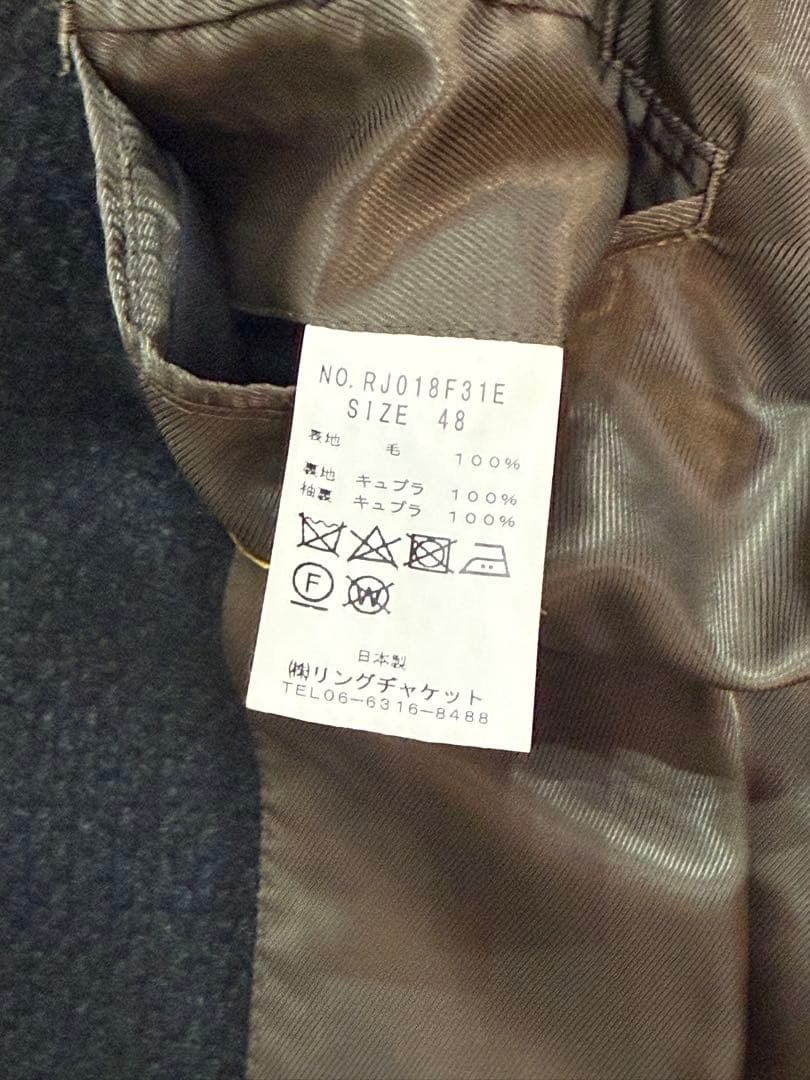 NO. RJ018F31E
SIZE 48
表地 毛 100%
裏地 キュプラ 100%
袖裏 キュプラ 100%
F W
日本製
㈱リングヂャケット
TEL06-6316-8488